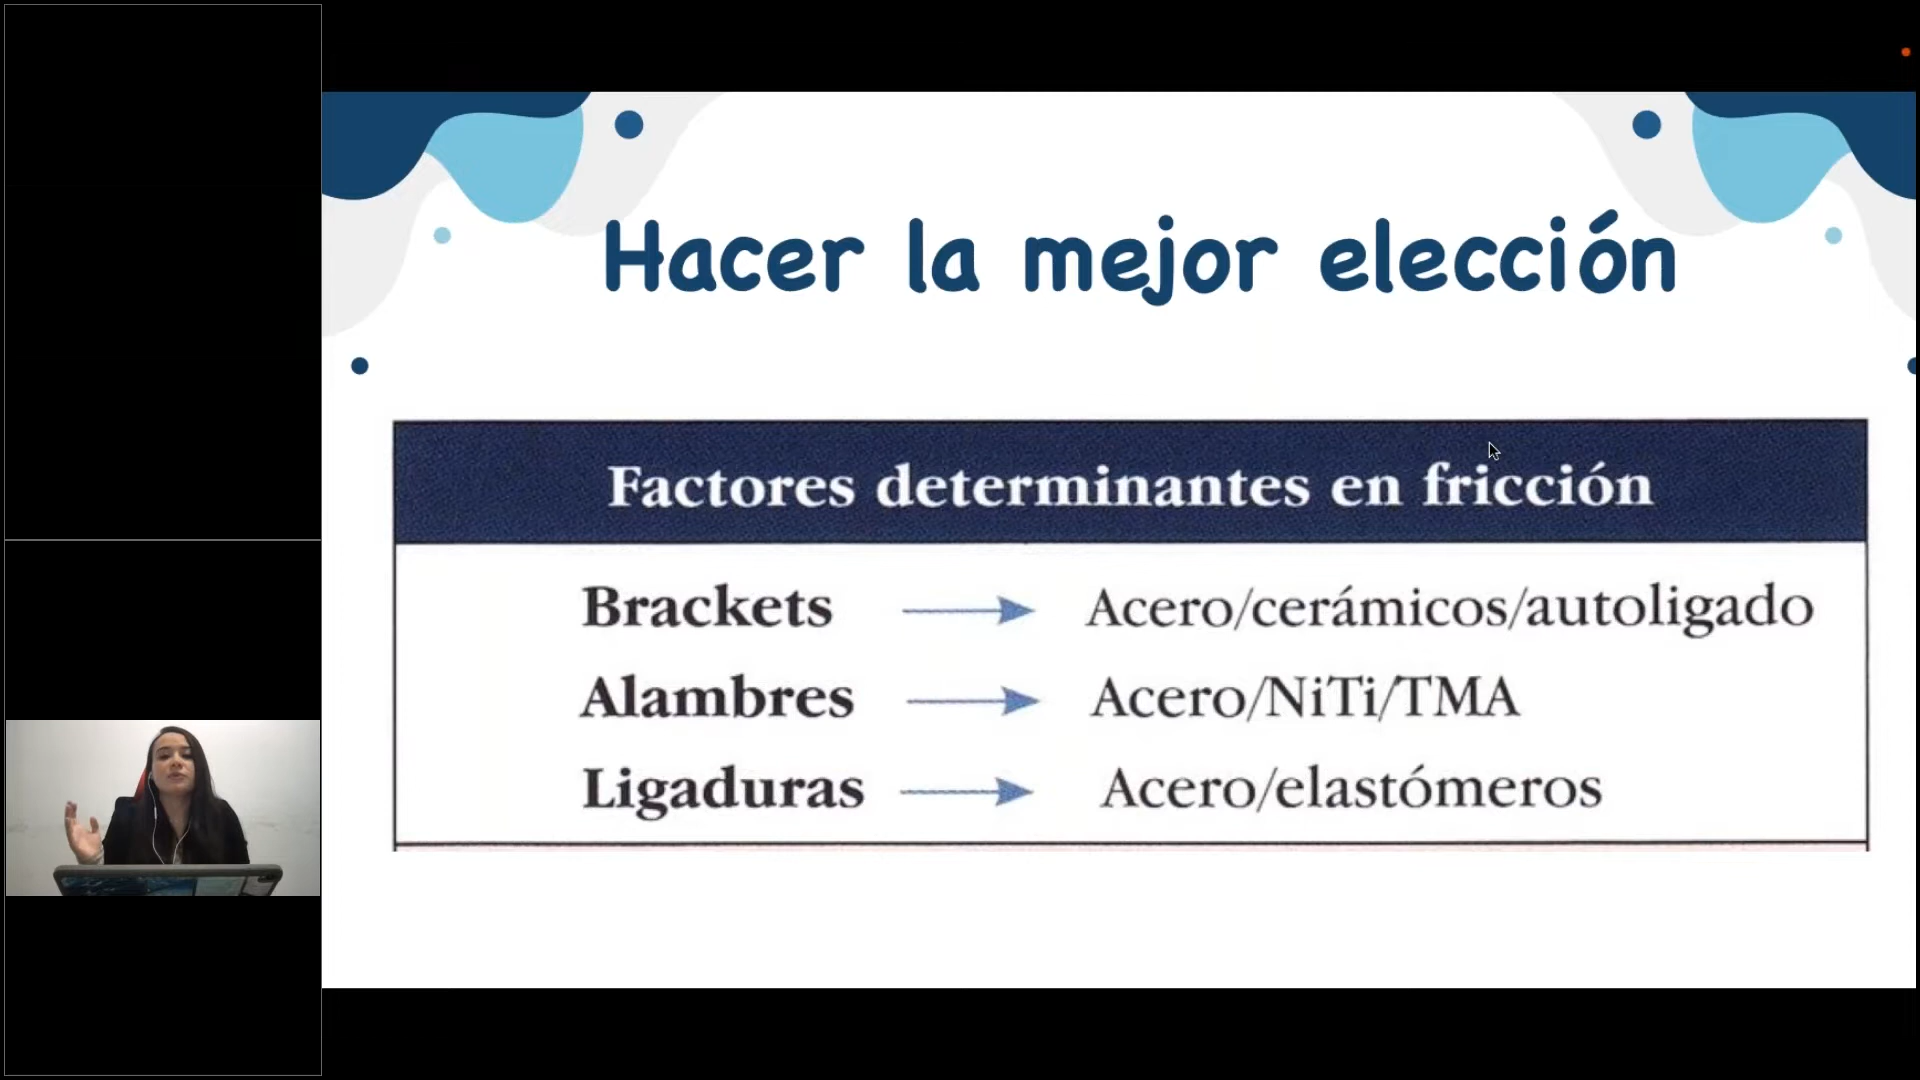 Hacer la mejor elección
Factores determinantes en fricción
Brackets Acero/cerámicos/autoligado
Alambres Acero/NiTi/TMA
Ligaduras Acero/elastómeros